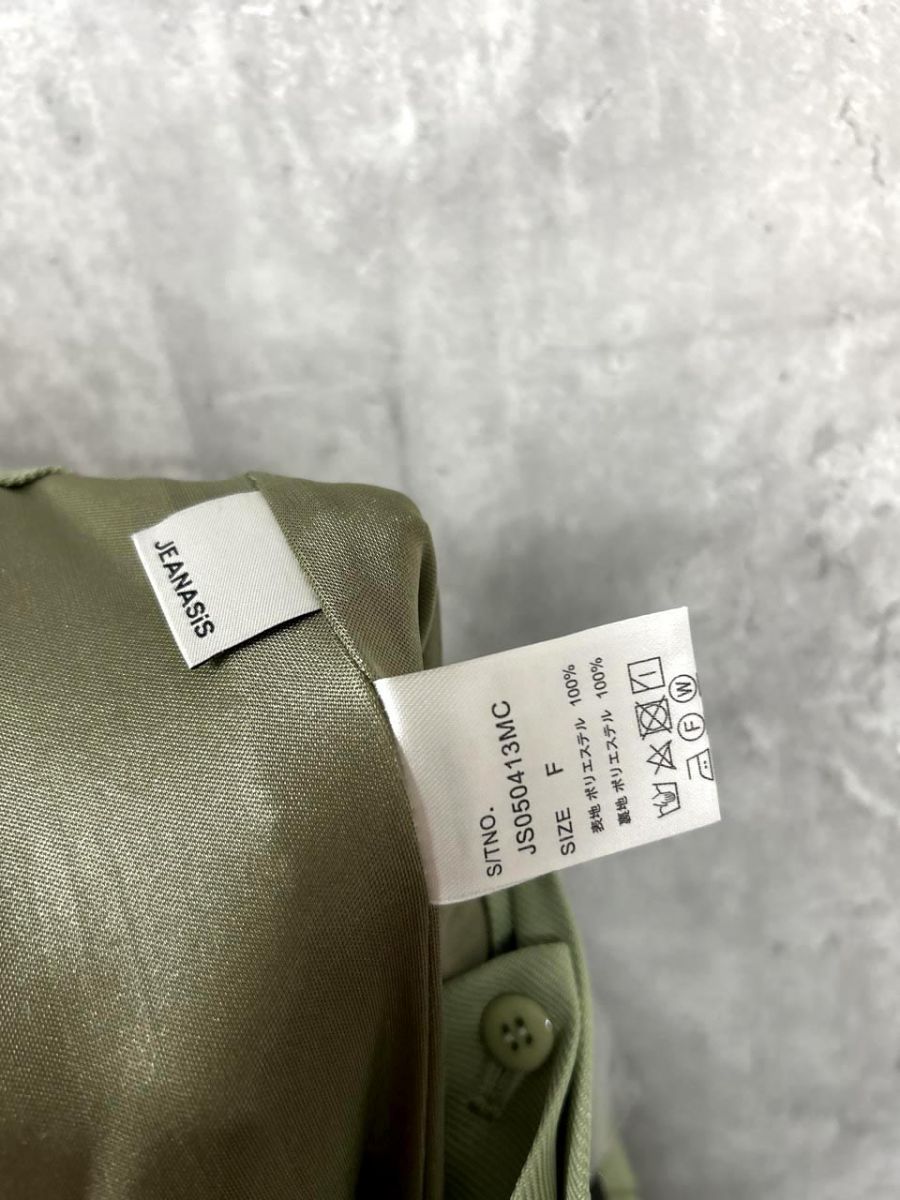 JEANASiS
S/TNO.
JS050413MC
SIZE F
表地 ポリエステル 100%
裏地 ポリエステル 100%
F W